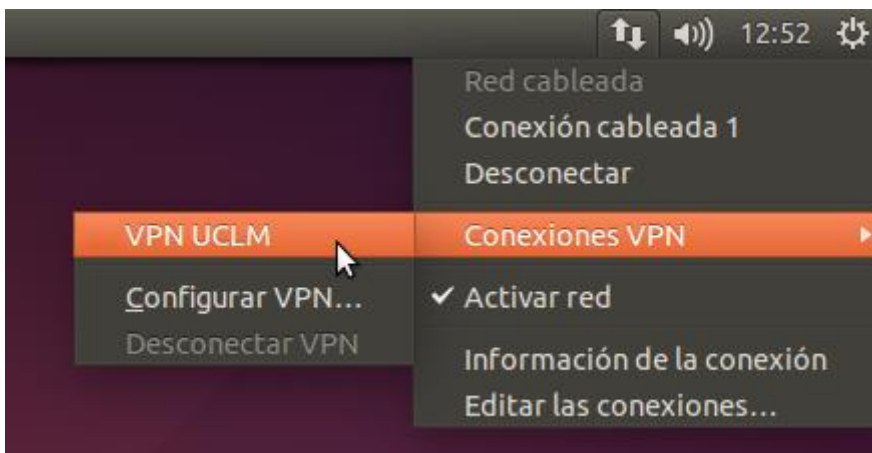 12:52
Red cableada
Conexión cableada 1
Desconectar
VPN UCLM
Conexiones VPN
Configurar VPN...
Activar red
Desconectar VPN
Información de la conexión
Editar las conexiones...